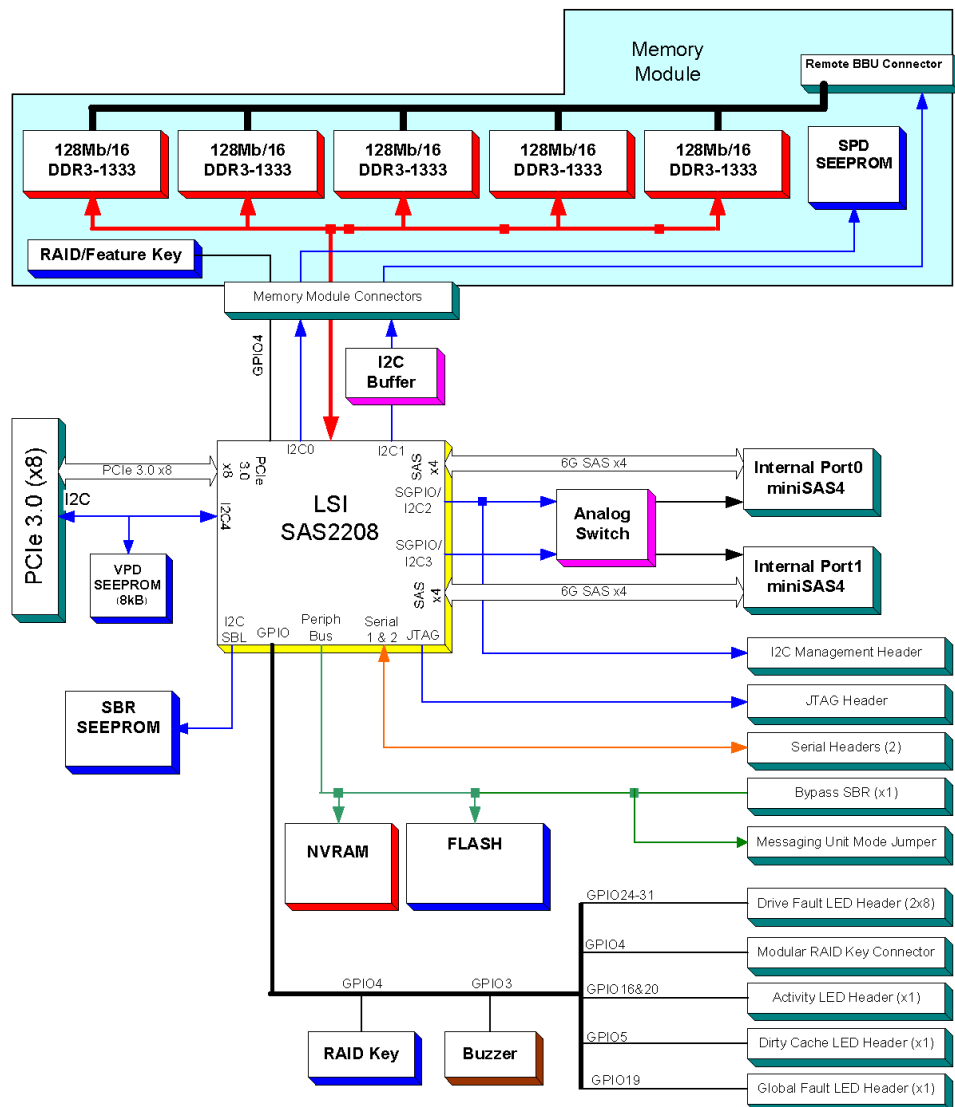 Memory
Module
Remote BBU Connector
128Mb/16
DDR3-1333
128Mb/16
DDR3-1333
128Mb/16
DDR3-1333
128Mb/16
DDR3-1333
128Mb/16
DDR3-1333
SPD
SEEPROM
RAID/Feature Key
Memory Module Connectors
GPIO4
I2C
Buffer
PCIe 3.0 (x8)
PCIe 3.0 x8
I2C
VPD
SEEPROM
(8kB)
PCIe
3.0
x8
I2C0
I2C1
SAS
x4
LSI
SAS2208
I2C4
SGPIO/
I2C2
SGPIO/
I2C3
SAS
x4
I2C
SBL
GPIO
Periph
Bus
Serial
1 & 2
JTAG
6G SAS x4
Internal Port0
miniSAS4
Analog
Switch
Internal Port1
miniSAS4
6G SAS x4
I2C Management Header
SBR
SEEPROM
JTAG Header
Serial Headers (2)
Bypass SBR (x1)
Messaging Unit Mode Jumper
NVRAM
FLASH
GPIO24-31
Drive Fault LED Header (2x8)
GPIO4
Modular RAID Key Connector
GPIO4
GPIO3
GPIO16&20
Activity LED Header (x1)
RAID Key
Buzzer
GPIO5
Dirty Cache LED Header (x1)
GPIO19
Global Fault LED Header (x1)